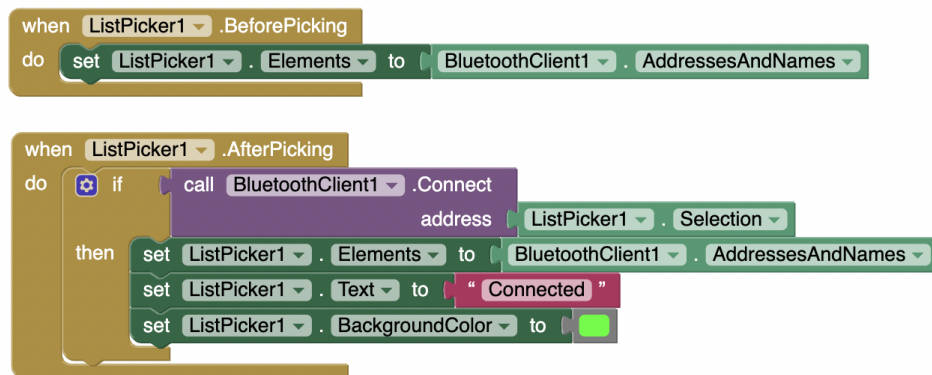 when ListPicker1 .BeforePicking
do set ListPicker1 . Elements to BluetoothClient1 . AddressesAndNames
when ListPicker1 .AfterPicking
do if call BluetoothClient1 .Connect
address ListPicker1 . Selection
then set ListPicker1 . Elements to BluetoothClient1 . AddressesAndNames
set ListPicker1 . Text to “ Connected ”
set ListPicker1 . BackgroundColor to